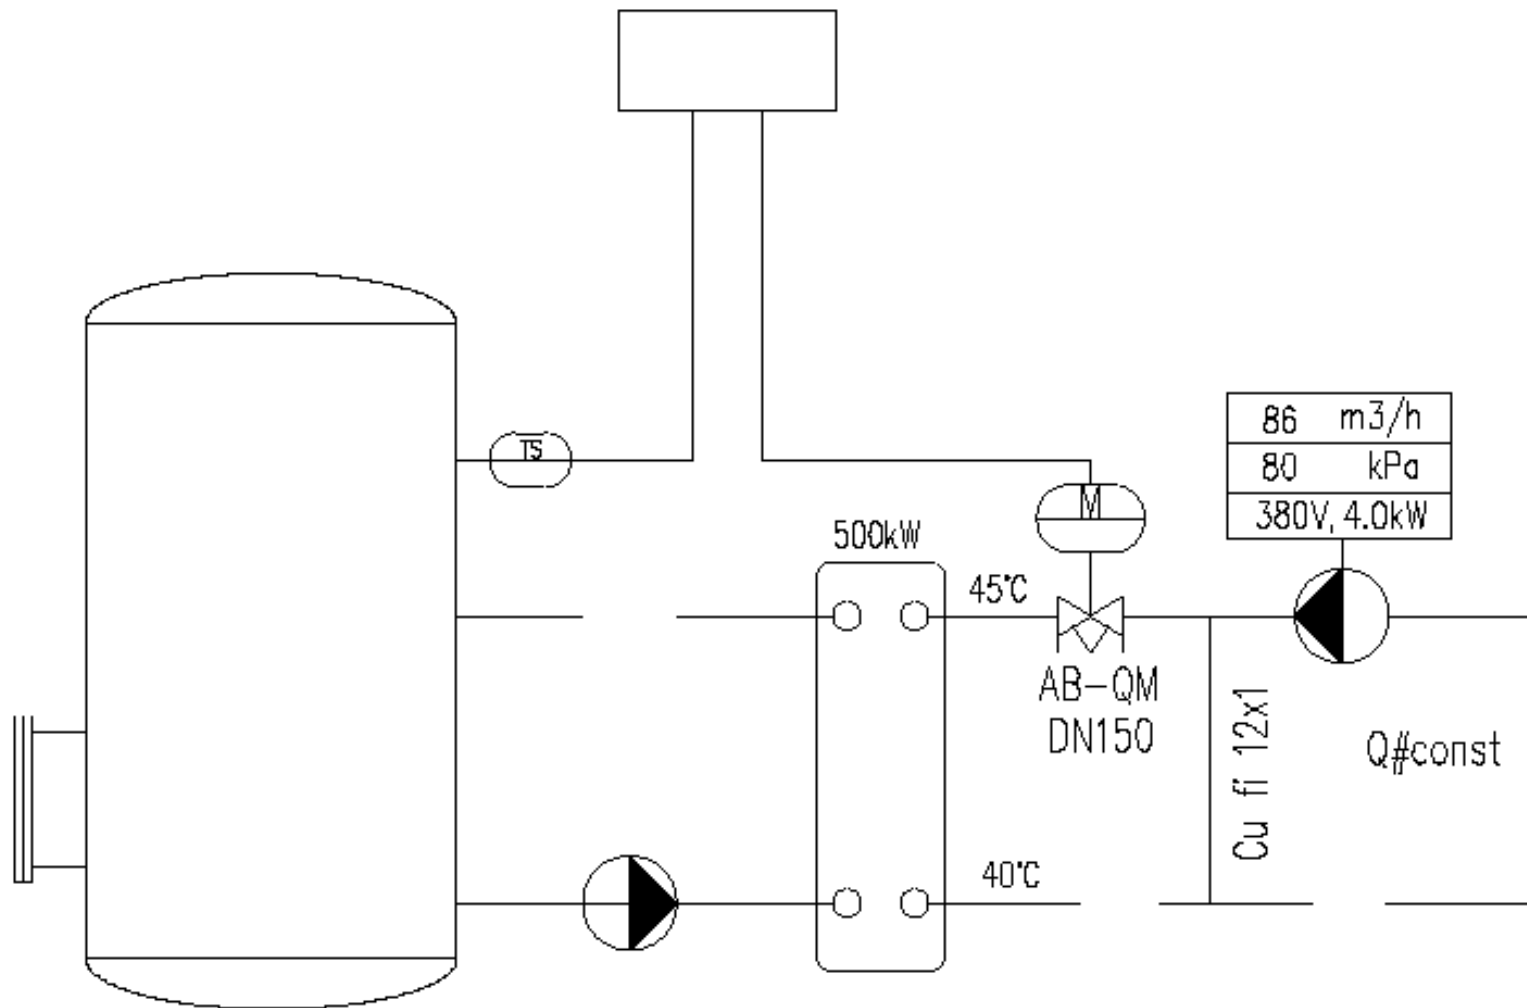 TS
M
86 m3/h
80 kPa
380V, 4.0kW
500kW
45°C
AB-QM
DN150
Cu fi 12x1
Q#const
40°C